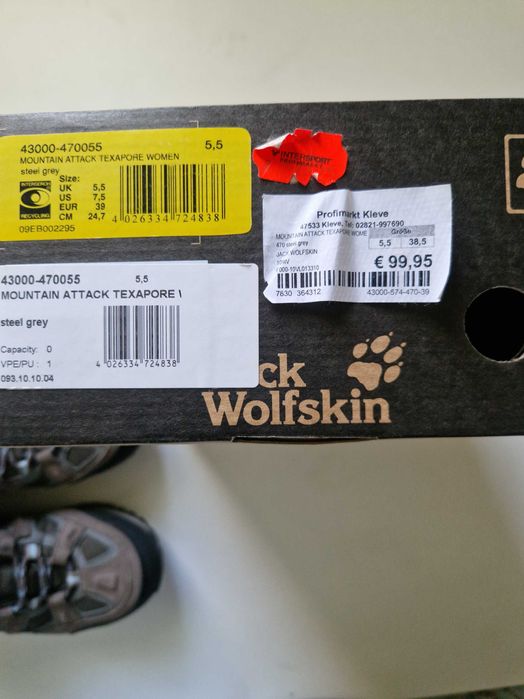 43000-470055 5,5
MOUNTAIN ATTACK TEXAPORE WOMEN
steel grey
Size:
UK 5,5
US 7,5
EUR 39
CM 24,7
INTERSEROH
RECYCLING
09EB002295
4 026334 724838
INTERSPORT
PROFIMARKT
Profimarkt Kleve
47533 Kleve, Tel: 02821-997690
MOUNTAIN ATTACK TEXAPORE WOME
470 steel grey
JACK WOLFSKIN
Größe
5,5 38,5
€ 99,95
7630 364312 43000-574-470-39
43000-470055 5,5
MOUNTAIN ATTACK TEXAPORE
steel grey
Capacity: 0
VPE/PU : 1
093.10.10.04
4 026334 724838
ck
Wolfskin